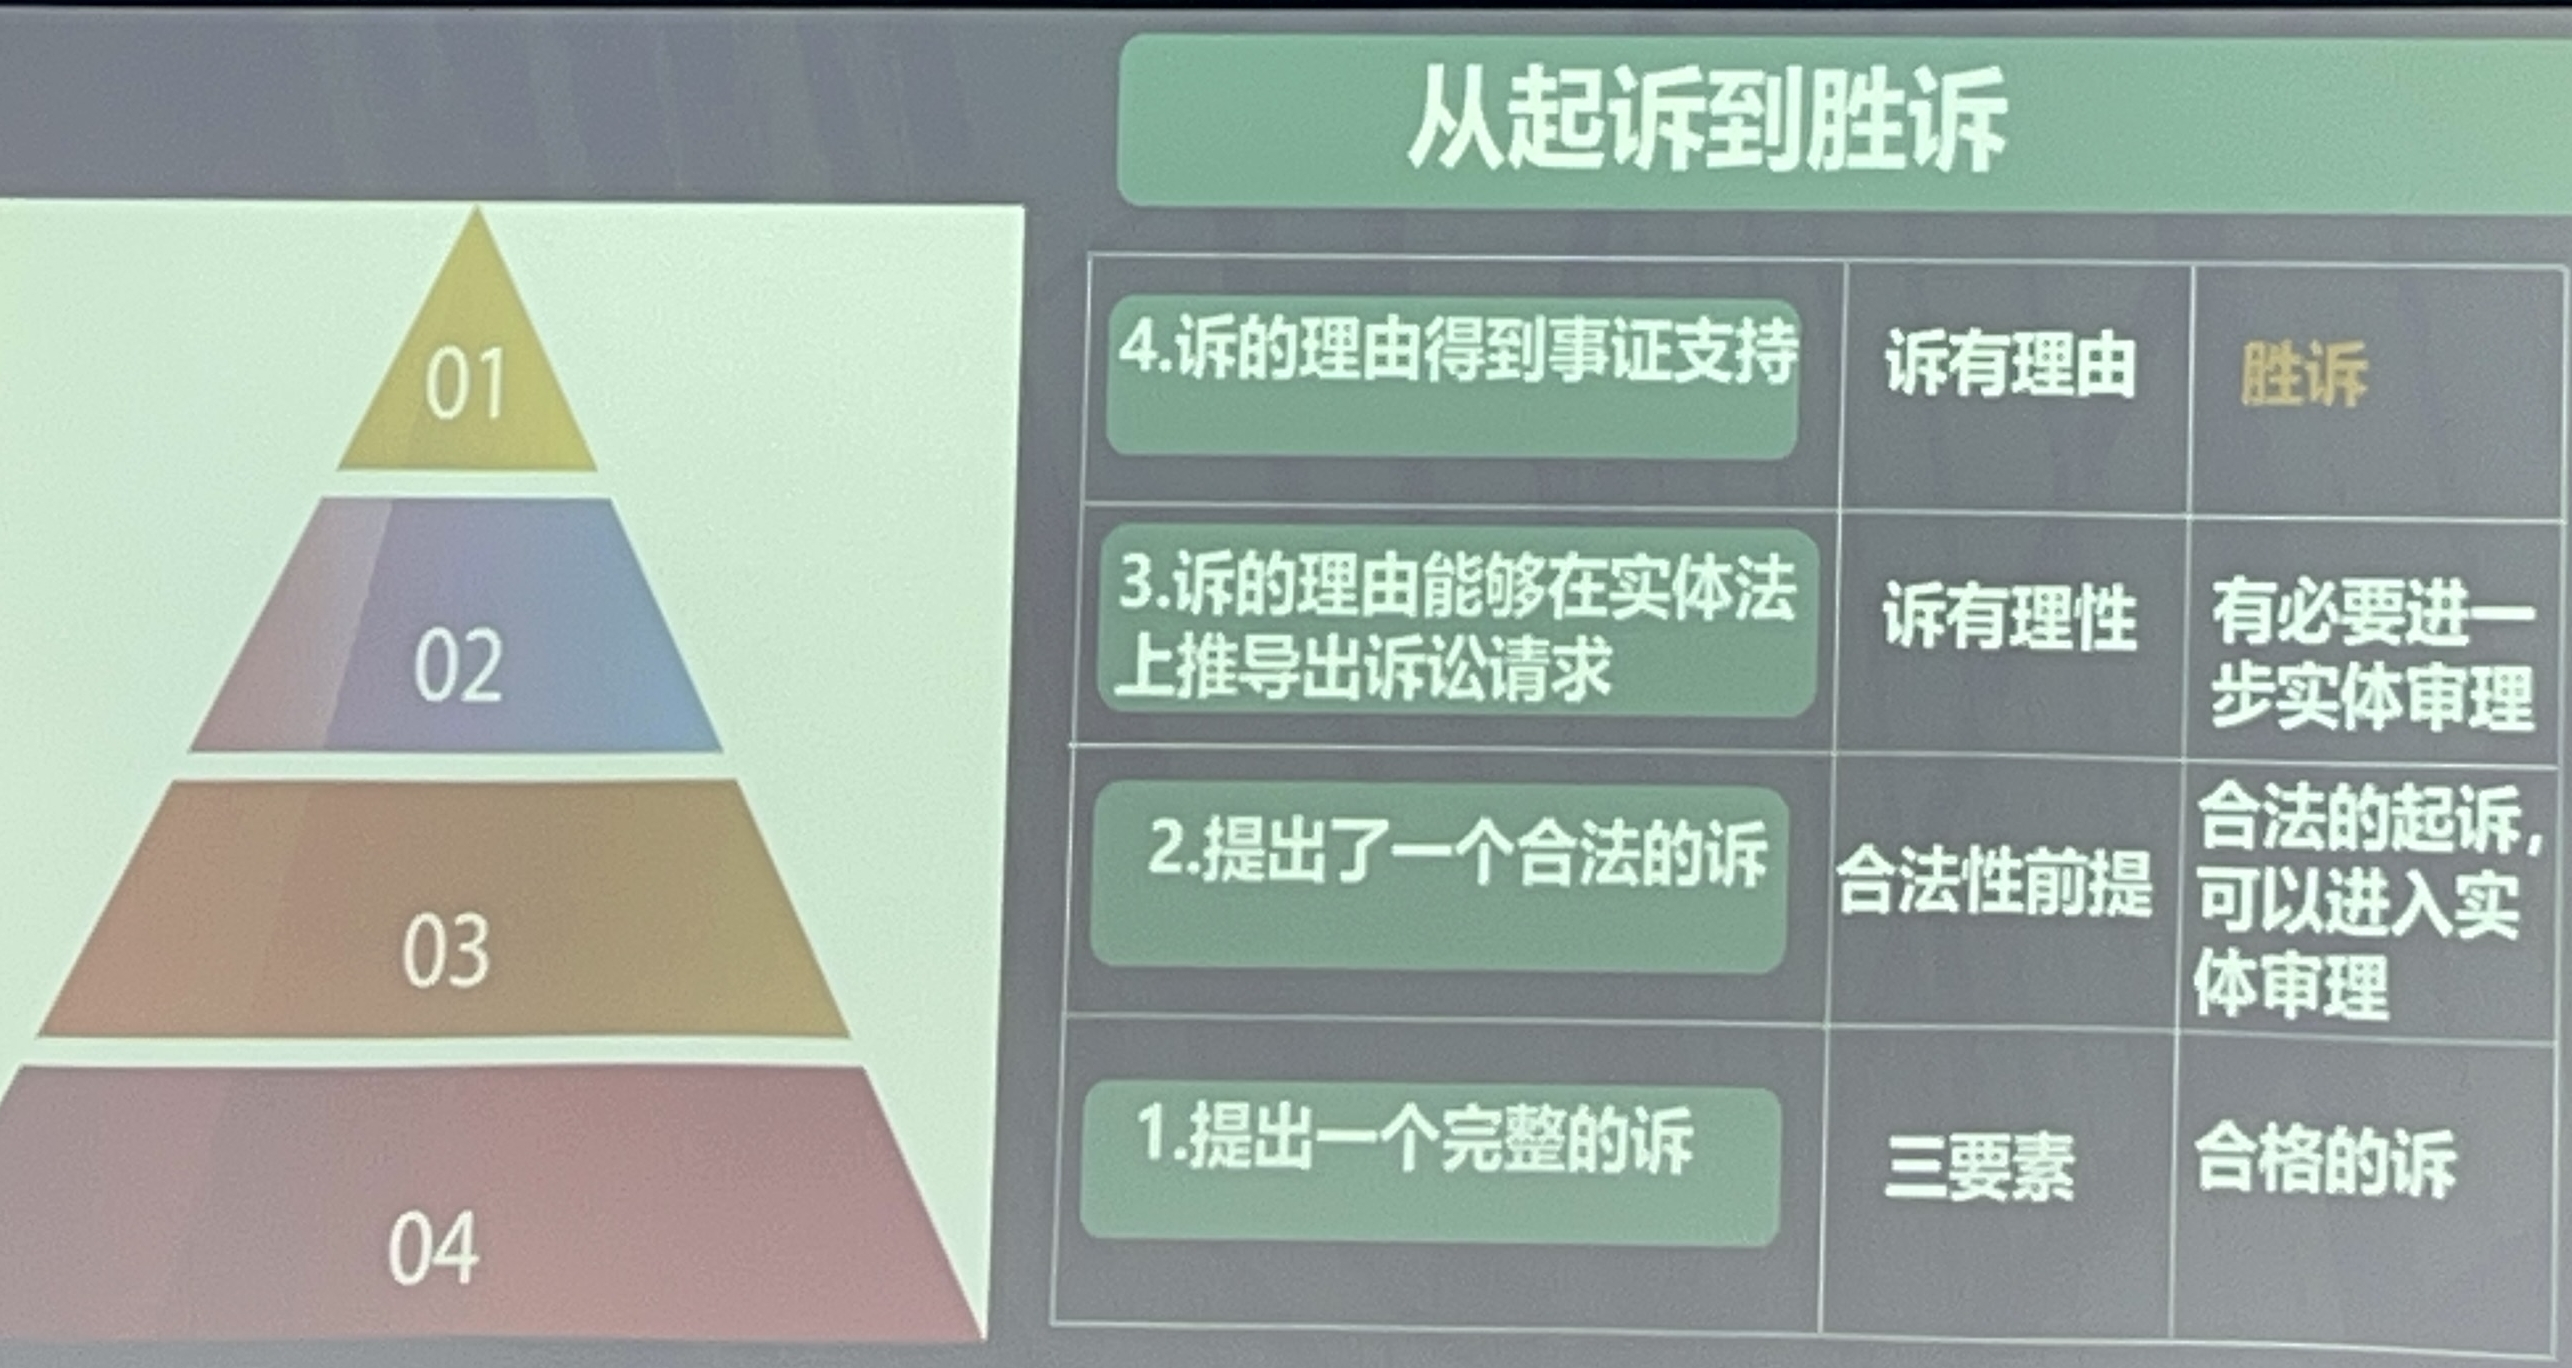 从起诉到胜诉
01
02
03
04
4.诉的理由得到事证支持
诉有理由
胜诉
3.诉的理由能够在实体法
上推导出诉讼请求
诉有理性
有必要进一
步实体审理
2.提出了一个合法的诉
合法性前提
合法的起诉，
可以进入实
体审理
1.提出一个完整的诉
三要素
合格的诉